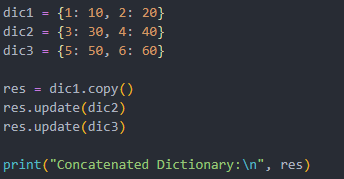 dic1 = {1: 10, 2: 20}
dic2 = {3: 30, 4: 40}
dic3 = {5: 50, 6: 60}

res = dic1.copy()
res.update(dic2)
res.update(dic3)

print("Concatenated Dictionary:\n", res)